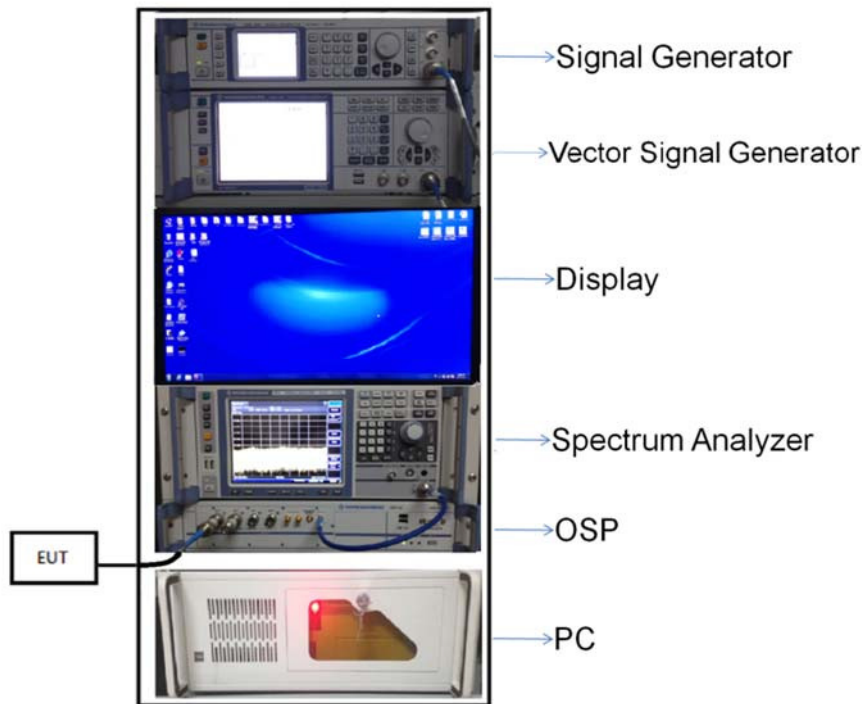 Signal Generator
Vector Signal Generator
Display
Spectrum Analyzer
OSP
EUT
PC